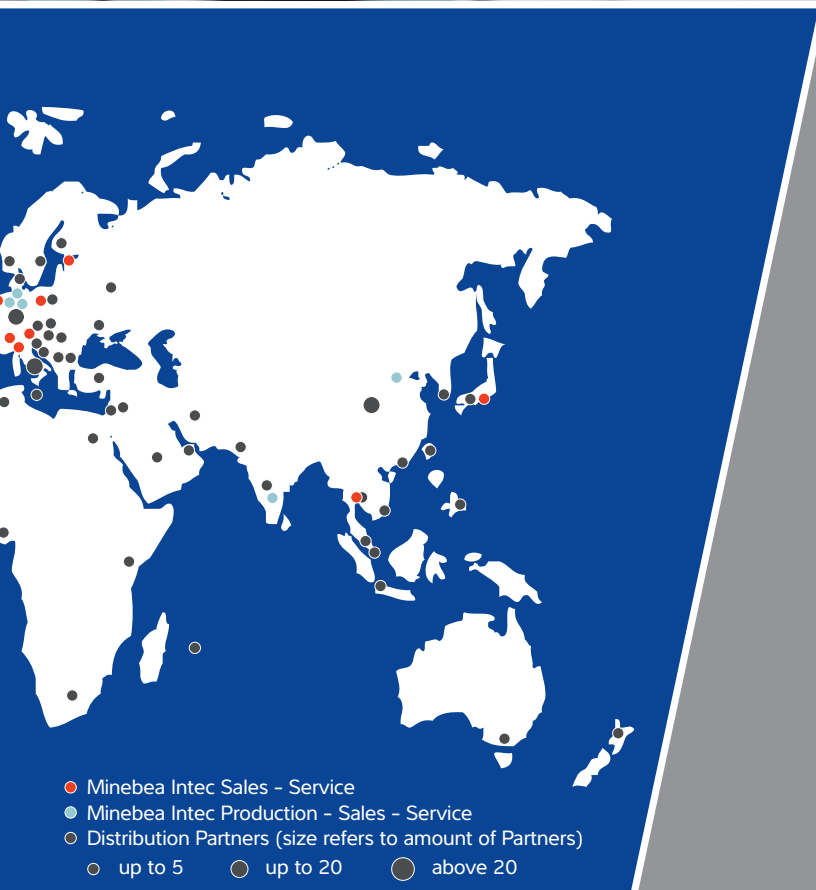 Minebea Intec Sales – Service
Minebea Intec Production – Sales – Service
Distribution Partners (size refers to amount of Partners)
up to 5 up to 20 above 20